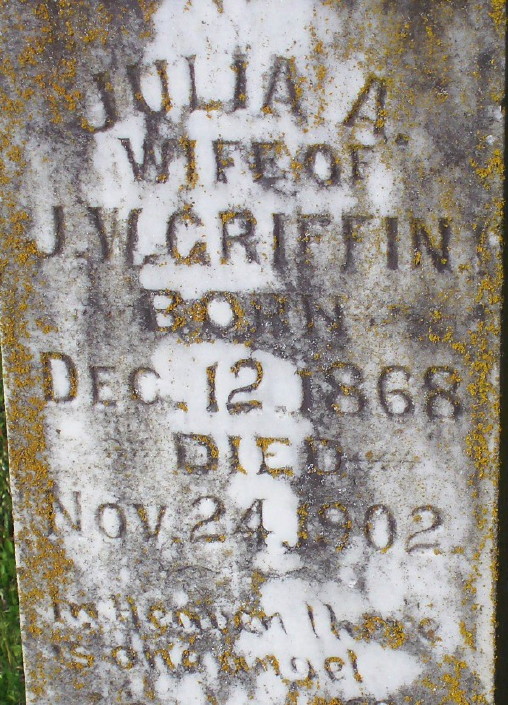 JULIA A.
WIFE OF
J.W. GRIFFIN.
BORN
DEC. 12, 1868
DIED
NOV. 24, 1902
In Heaven there
is one angel